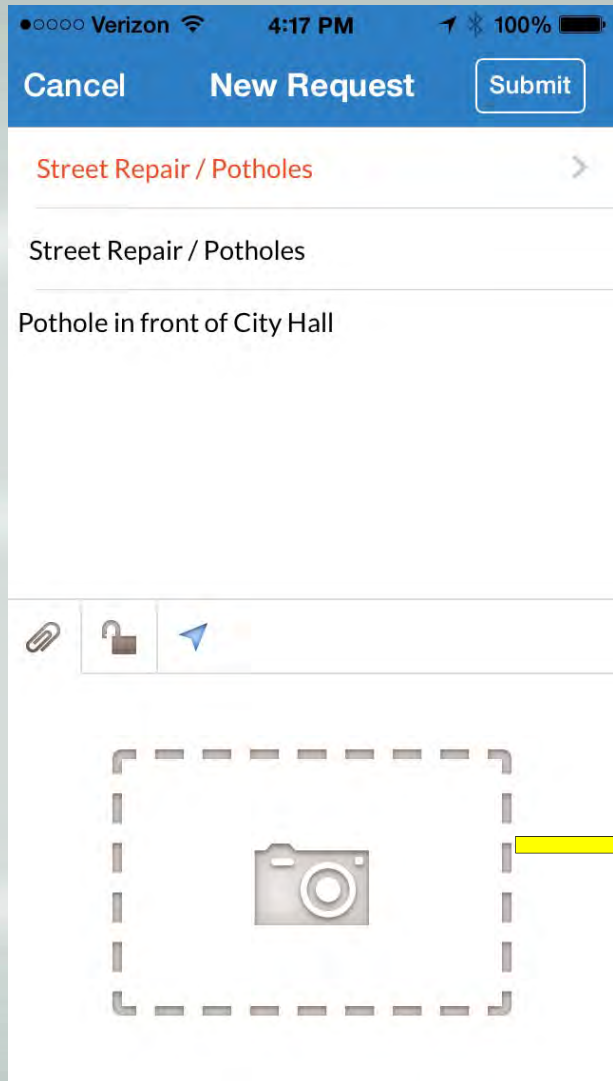 Verizon 4:17 PM 100%
Cancel New Request Submit
Street Repair / Potholes
Street Repair / Potholes
Pothole in front of City Hall